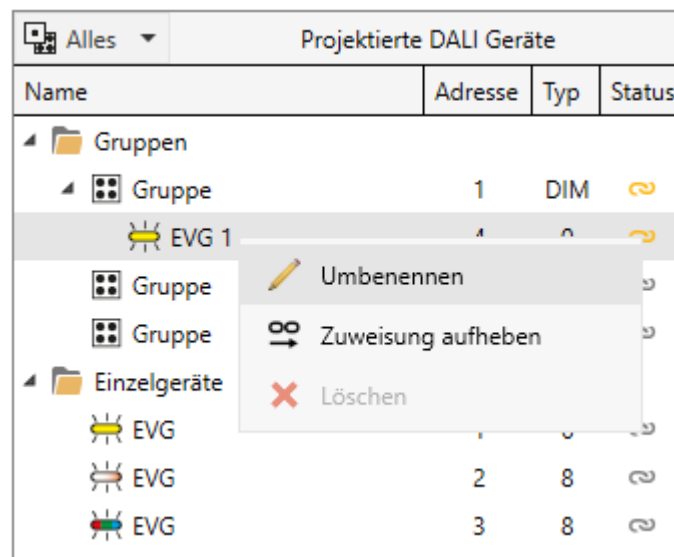 Alles Projektierte DALI Geräte
Name Adresse Typ Status
Gruppen
Gruppe 1 DIM
EVG 1
Umbenennen
Gruppe
Gruppe
Zuweisung aufheben
Einzelgeräte
Löschen
EVG
EVG 2 8
EVG 3 8